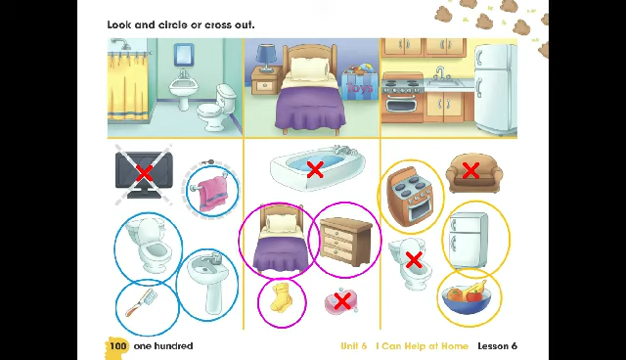 Look and circle or cross out.
Toys
100 one hundred
Unit 6 I Can Help at Home Lesson 6